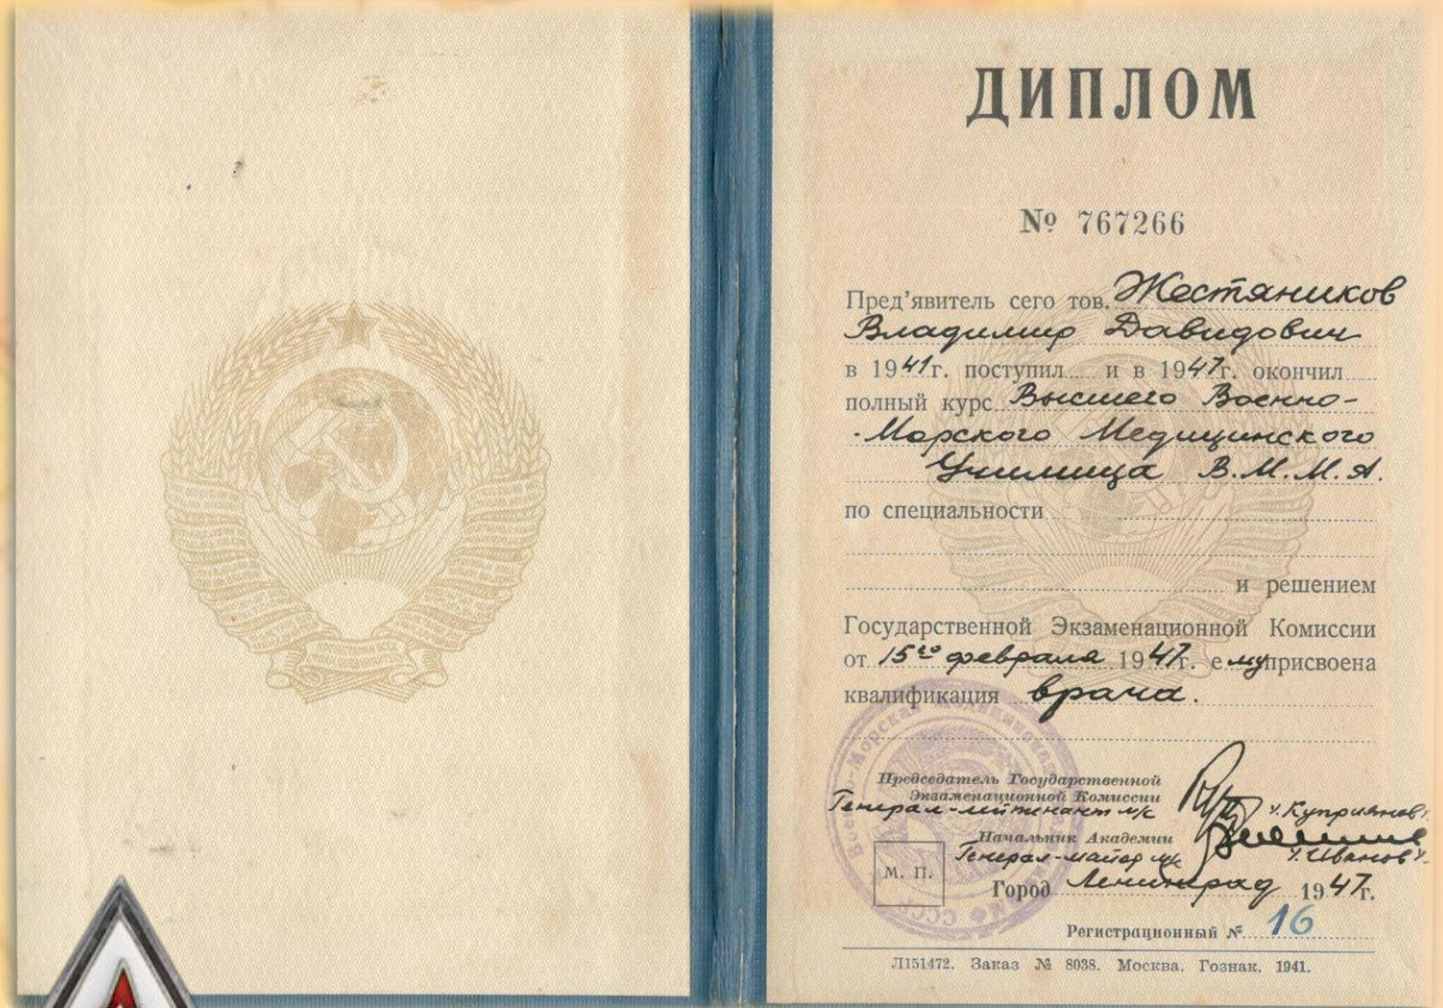 ДИПЛОМ
№ 767266
Пред'явитель сего тов. Жестяников
Владимир Давидович
в 1941 г. поступил и в 1947 г. окончил
полный курс Высшего Военно-
-Морского Медицинского
Училища В.М.М.А.
по специальности
и решением
Государственной Экзаменационной Комиссии
от 15го февраля 1947 г. ему присвоена
квалификация врача.
Председатель Государственной
Экзаменационной Комиссии
Генерал-лейтенант м/с /Куприянов/
Начальник Академии
Генерал-майор м/с /Иванов/
М. П.
Город Ленинград 1947 г.
Регистрационный № 16
Л151472. Заказ № 8038. Москва. Гознак. 1941.